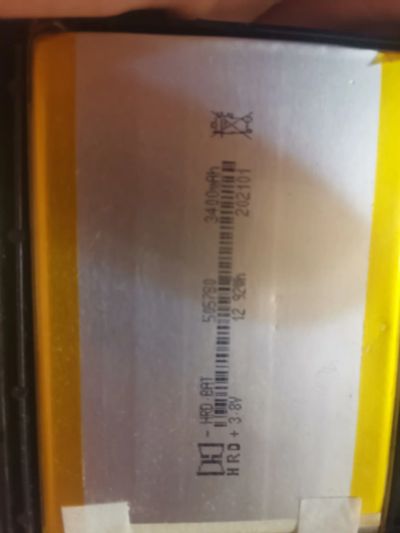 - HRD.BAT 505780 3400mAh
HRD + 3.8V 12.92Wh 202101